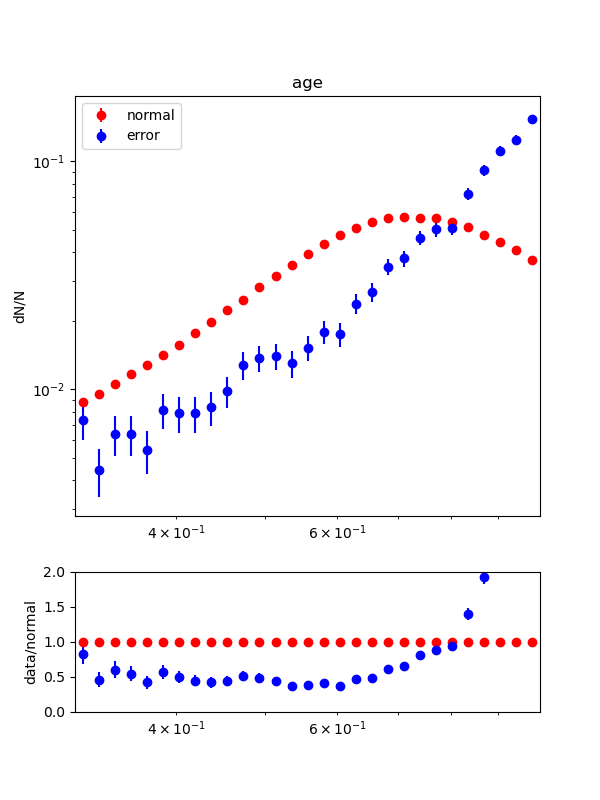 age
normal
error
dN/N
10⁻¹
10⁻²
4 × 10⁻¹
6 × 10⁻¹
data/normal
2.0
1.5
1.0
0.5
0.0
4 × 10⁻¹
6 × 10⁻¹